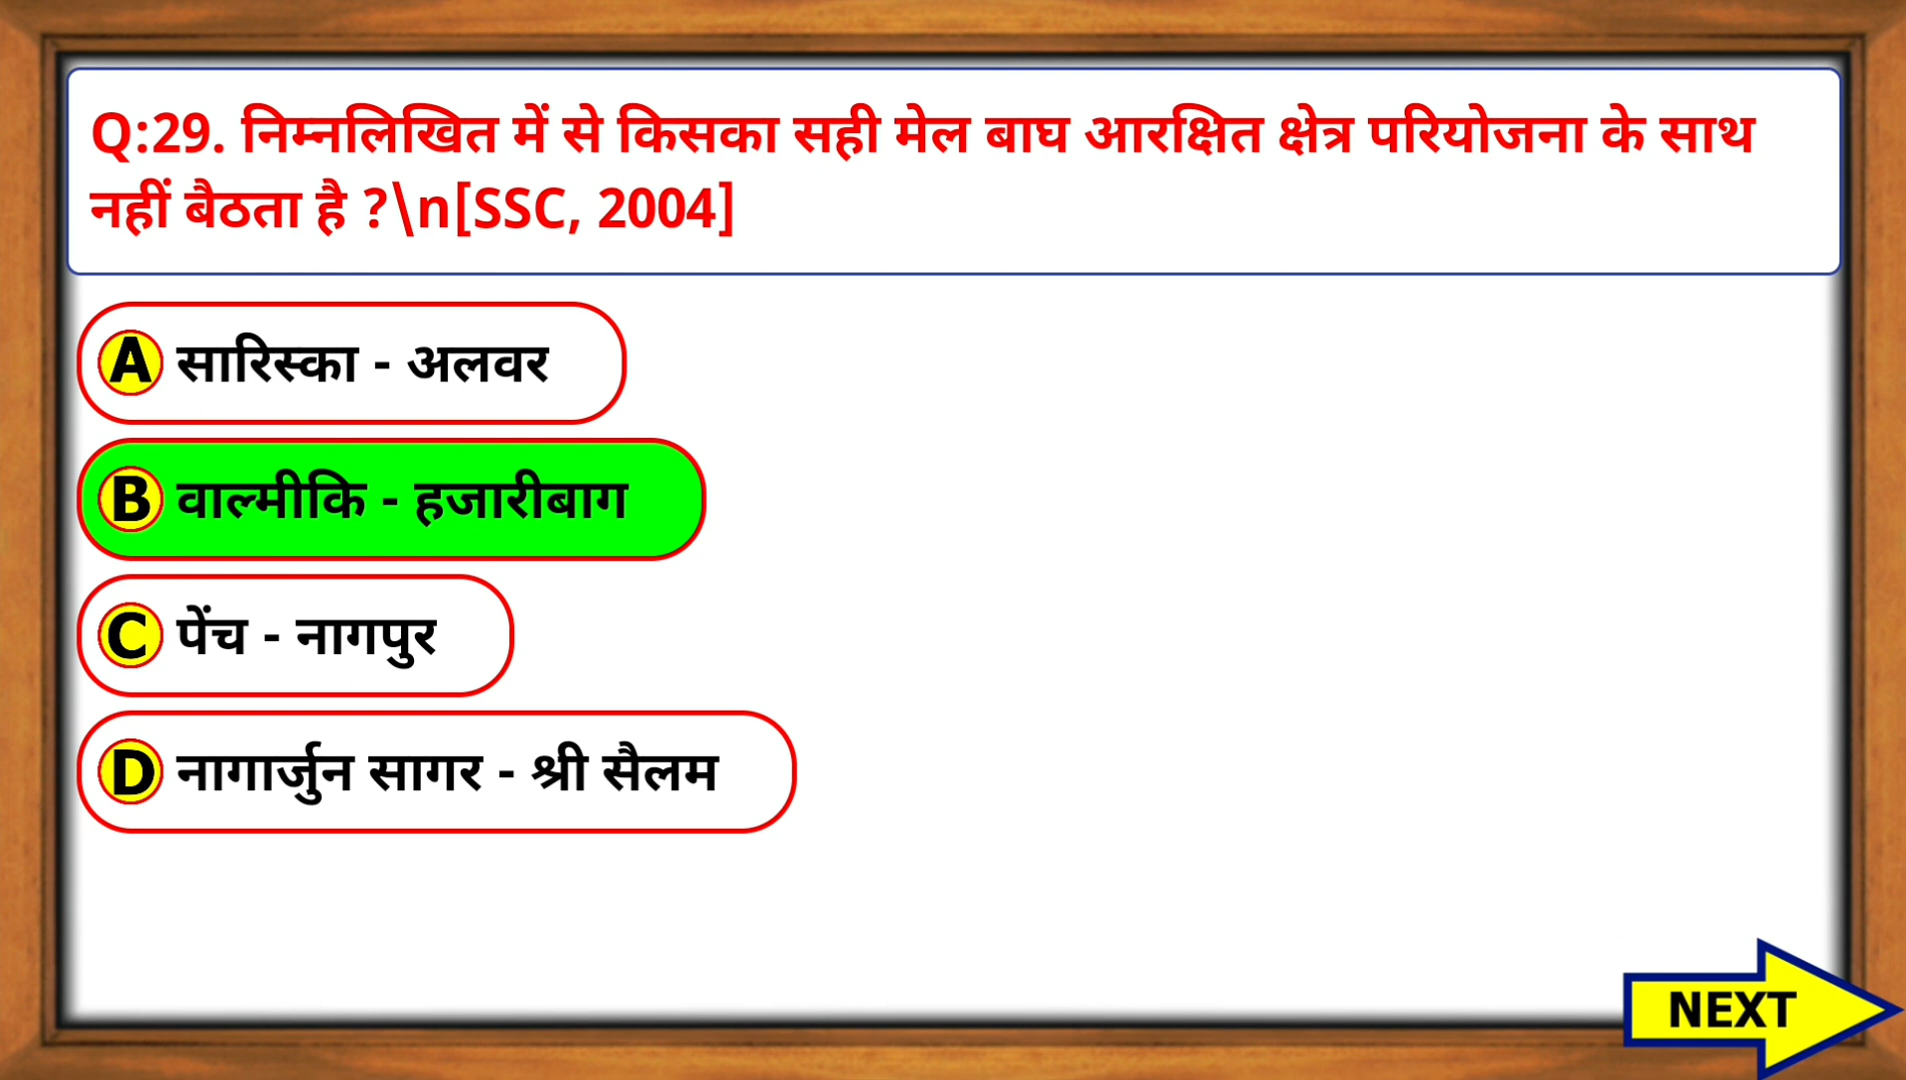 Q:29. निम्नलिखित में से किसका सही मेल बाघ आरक्षित क्षेत्र परियोजना के साथ
नहीं बैठता है ?\n[SSC, 2004]
A सारिस्का - अलवर
B वाल्मीकि - हजारीबाग
C पेंच - नागपुर
D नागार्जुन सागर - श्री सैलम
NEXT